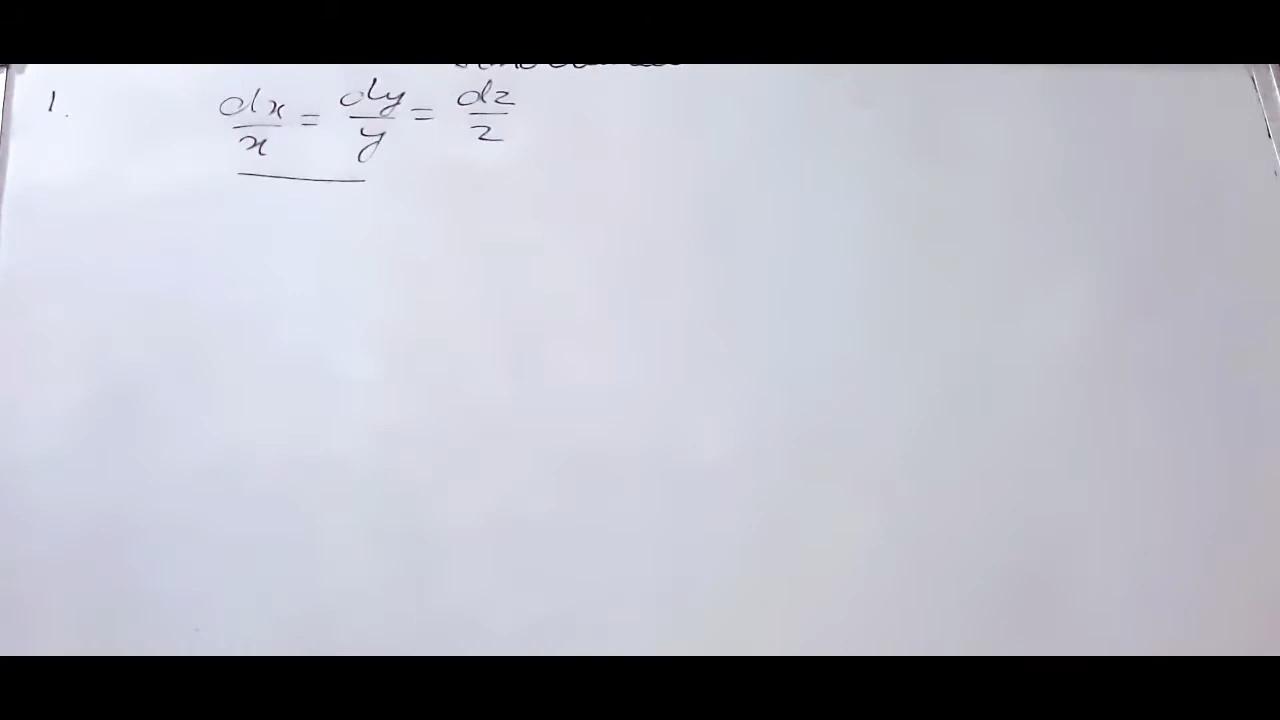 1. dx/x = dy/y = dz/z